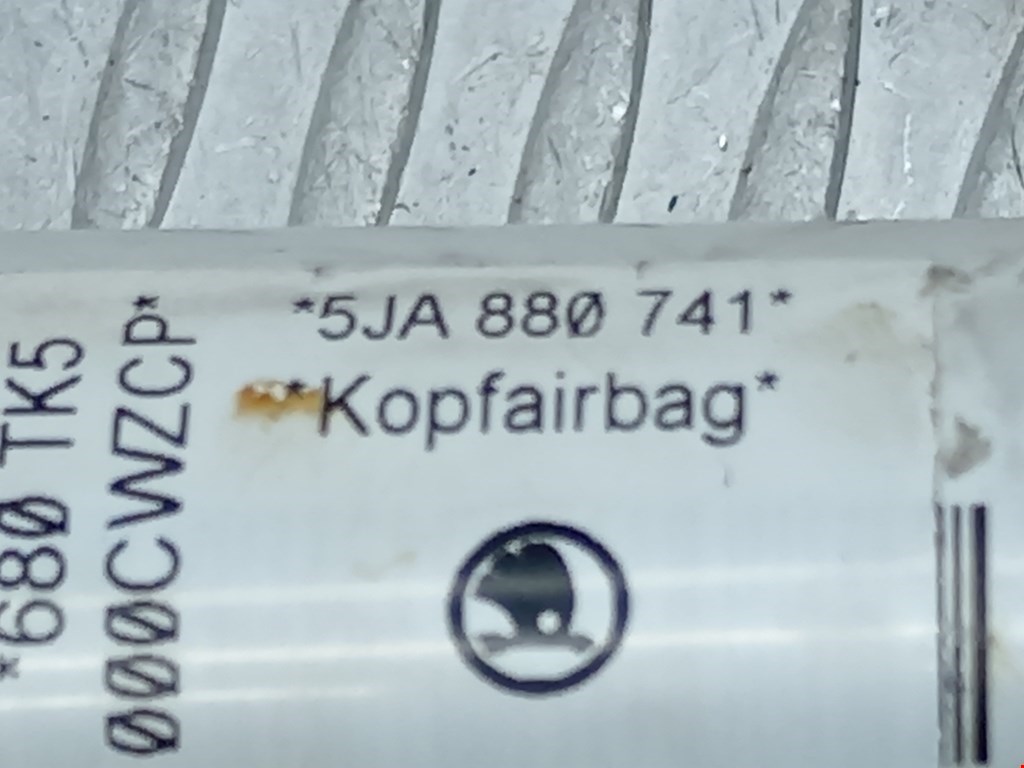 *5JA 880 741*
*Kopfairbag*
*680 TK5
000CWZCP*